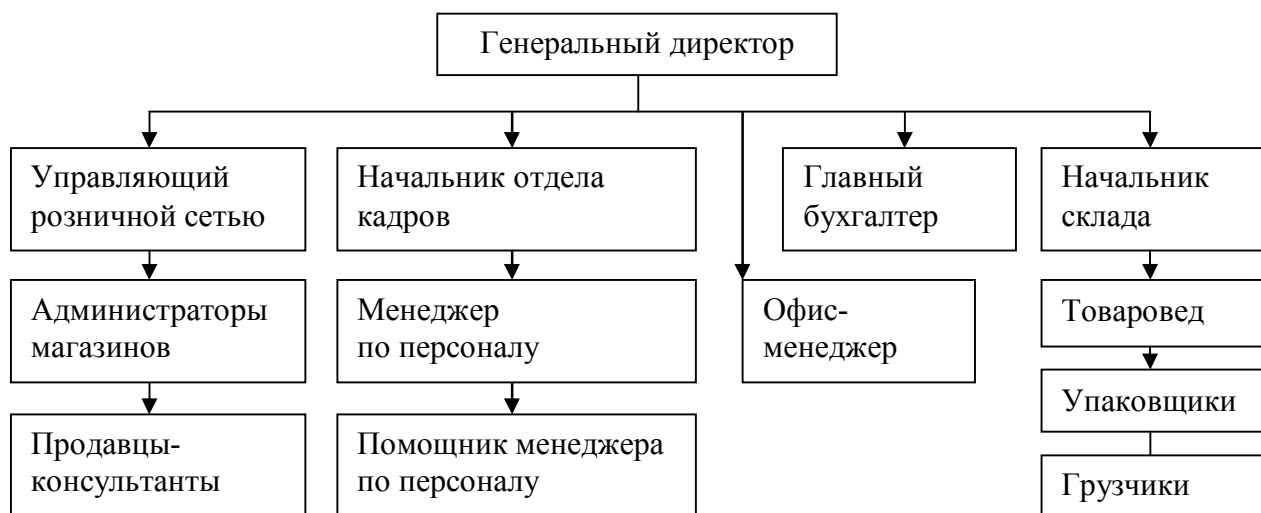 Генеральный директор
Управляющий
розничной сетью
Начальник отдела
кадров
Главный
бухгалтер
Начальник
склада
Администраторы
магазинов
Менеджер
по персоналу
Офис-
менеджер
Товаровед
Упаковщики
Продавцы-
консультанты
Помощник менеджера
по персоналу
Грузчики